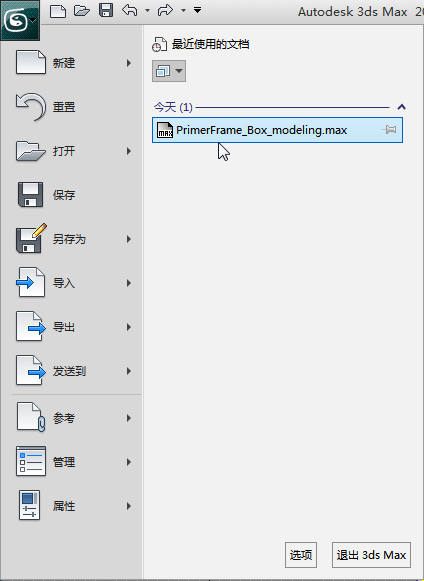 Autodesk 3ds Max 2
最近使用的文档
新建
今天 (1)
重置
PrimerFrame_Box_modeling.max
打开
保存
另存为
导入
导出
发送到
参考
管理
属性
选项
退出 3ds Max